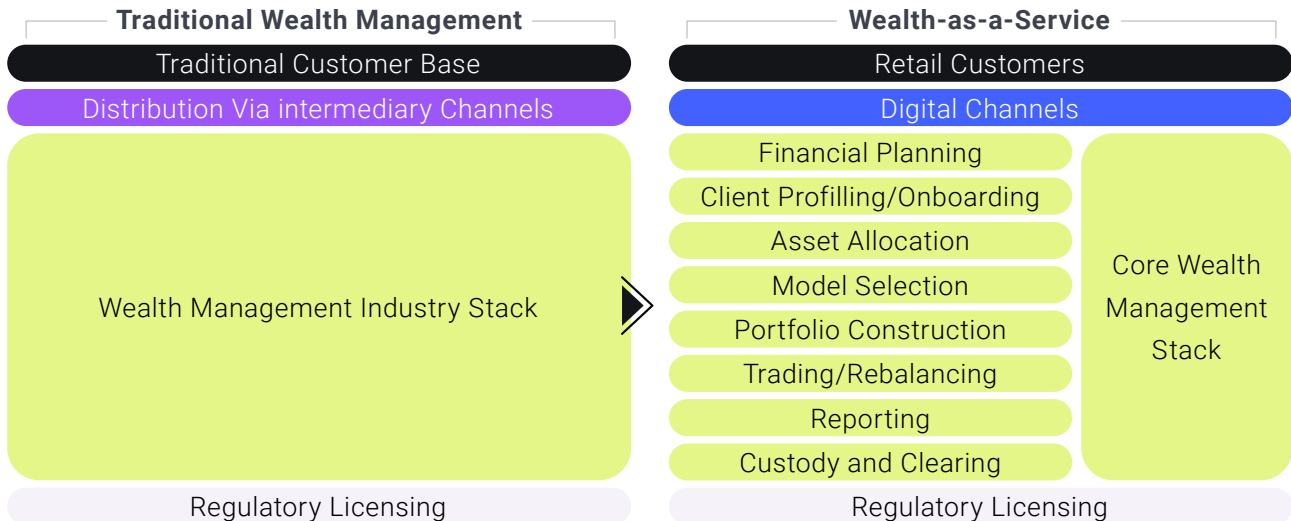 Traditional Wealth Management
Traditional Customer Base
Distribution Via intermediary Channels
Wealth Management Industry Stack
Regulatory Licensing
Wealth-as-a-Service
Retail Customers
Digital Channels
Financial Planning
Client Profilling/Onboarding
Asset Allocation
Model Selection
Portfolio Construction
Trading/Rebalancing
Reporting
Custody and Clearing
Core Wealth
Management
Stack
Regulatory Licensing